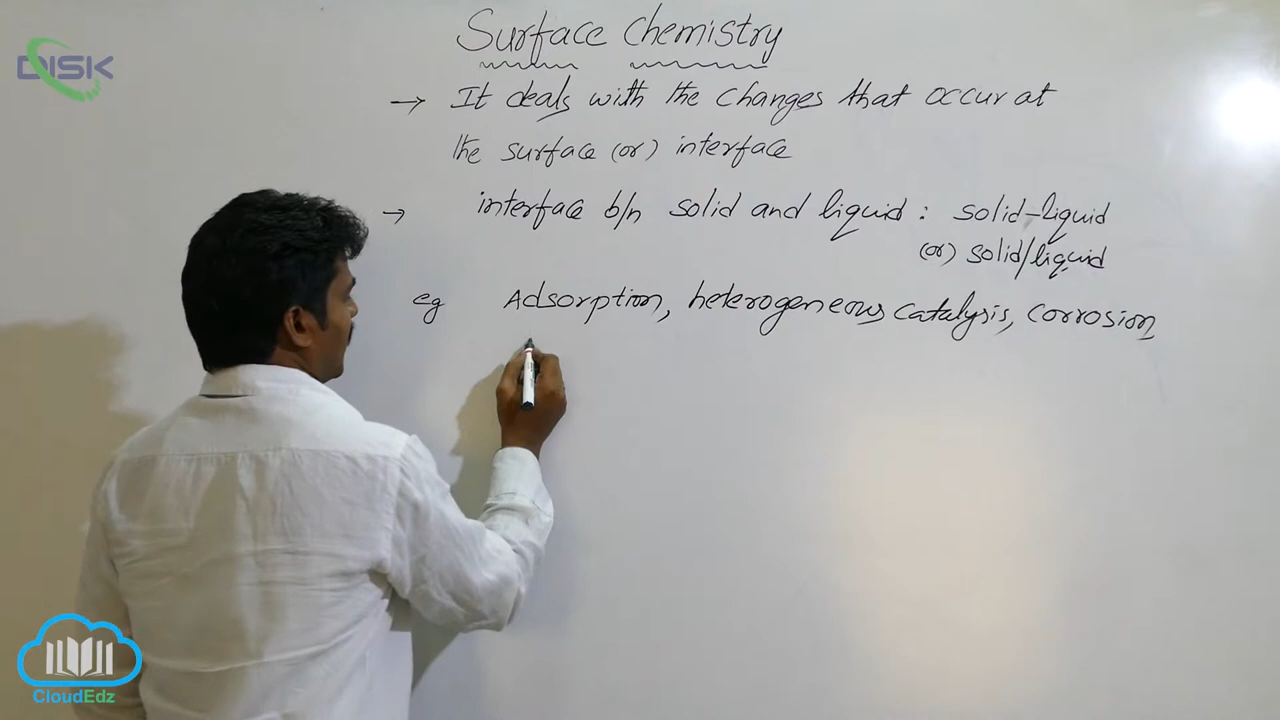 Surface Chemistry
DISK
→ It deals with the changes that occur at
the surface (or) interface
→ interface b/n solid and liquid : solid-liquid
(or) solid/liquid
eg Adsorption, heterogeneous catalysis, corrosion
CloudEdz